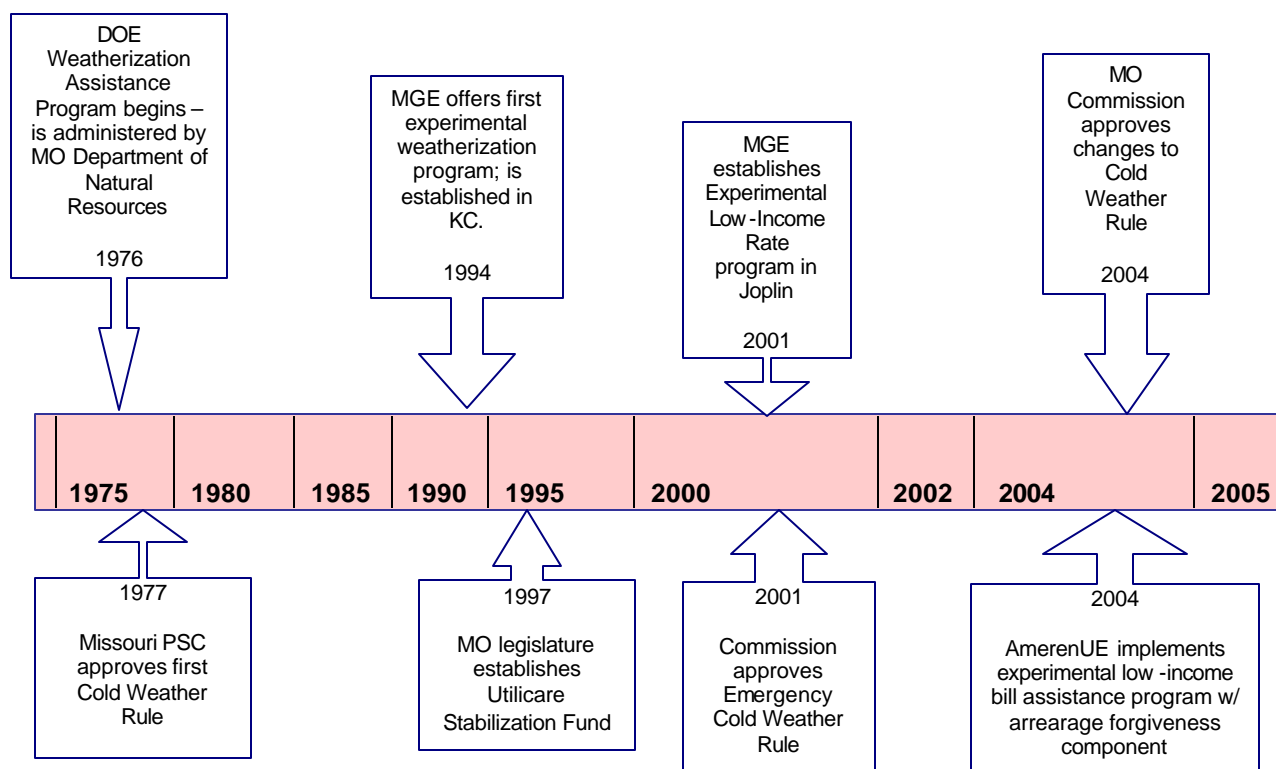 DOE
Weatherization
Assistance
Program begins –
is administered by
MO Department of
Natural
Resources
1976
MGE offers first
experimental
weatherization
program; is
established in
KC.
1994
MGE
establishes
Experimental
Low -Income
Rate
program in
Joplin
2001
MO
Commission
approves
changes to
Cold
Weather
Rule
2004
1975
1980
1985
1990
1995
2000
2002
2004
2005
1977
Missouri PSC
approves first
Cold Weather
Rule
1997
MO legislature
establishes
Utilicare
Stabilization Fund
2001
Commission
approves
Emergency
Cold Weather
Rule
2004
AmerenUE implements
experimental low -income
bill assistance program w/
arrearage forgiveness
component